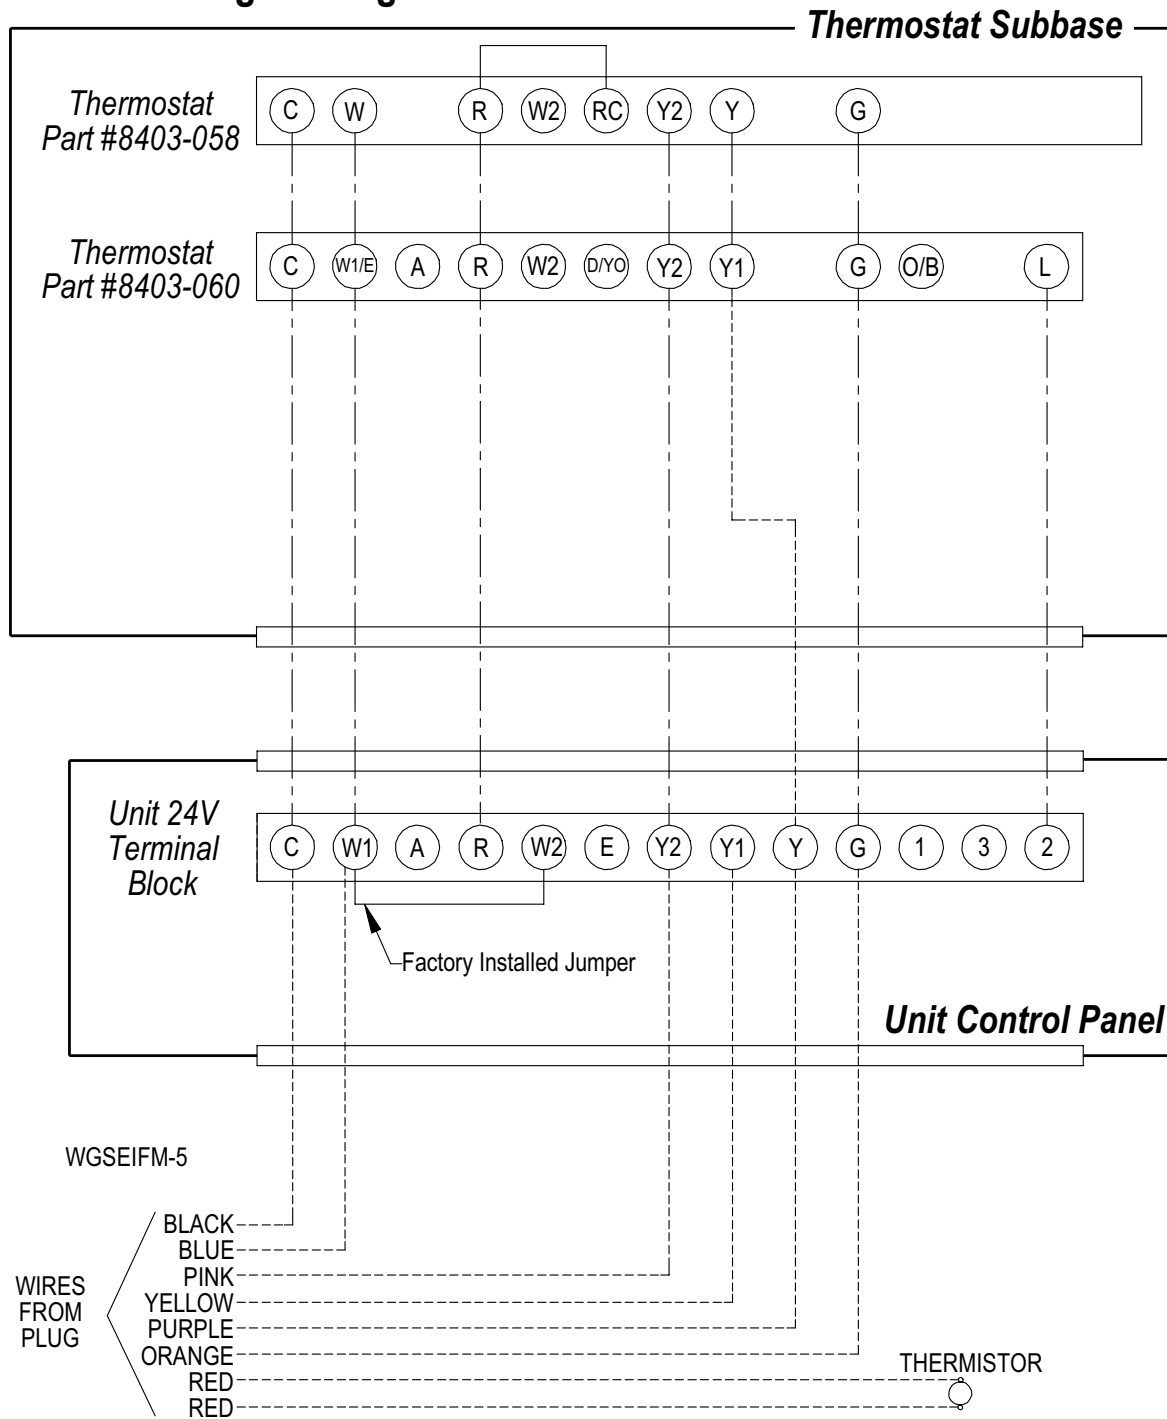 Thermostat Subbase
Thermostat
Part #8403-058
C W R W2 RC Y2 Y G
Thermostat
Part #8403-060
C W1/E A R W2 D/YO Y2 Y1 G O/B L
Unit 24V
Terminal
Block
C W1 A R W2 E Y2 Y1 Y G 1 3 2
Factory Installed Jumper
Unit Control Panel
WGSEIFM-5
WIRES
FROM
PLUG
BLACK
BLUE
PINK
YELLOW
PURPLE
ORANGE
RED
RED
THERMISTOR